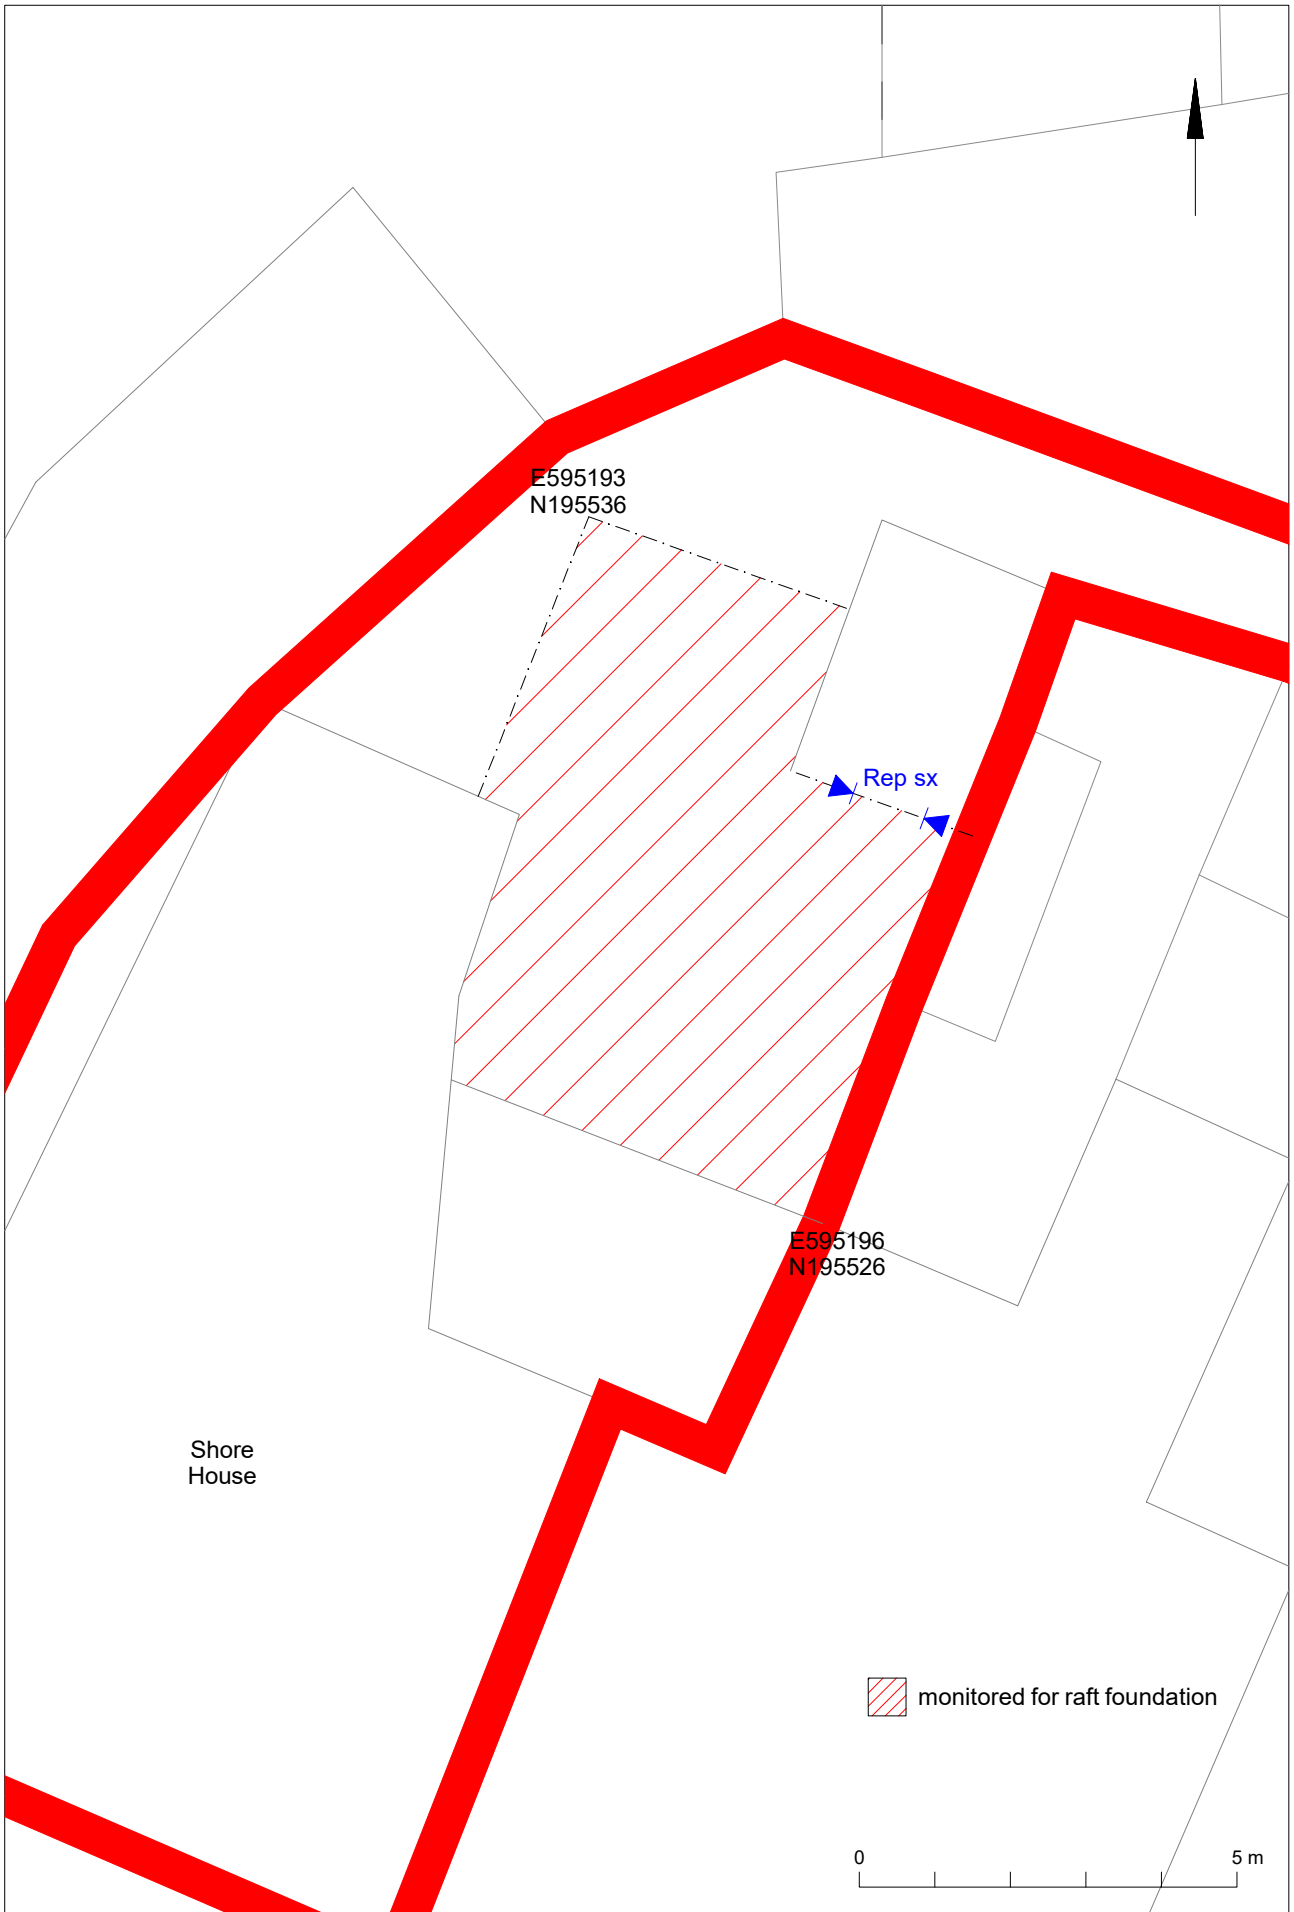 E595193
N195536
Rep sx
E595196
N195526
Shore
House
monitored for raft foundation
0 5 m